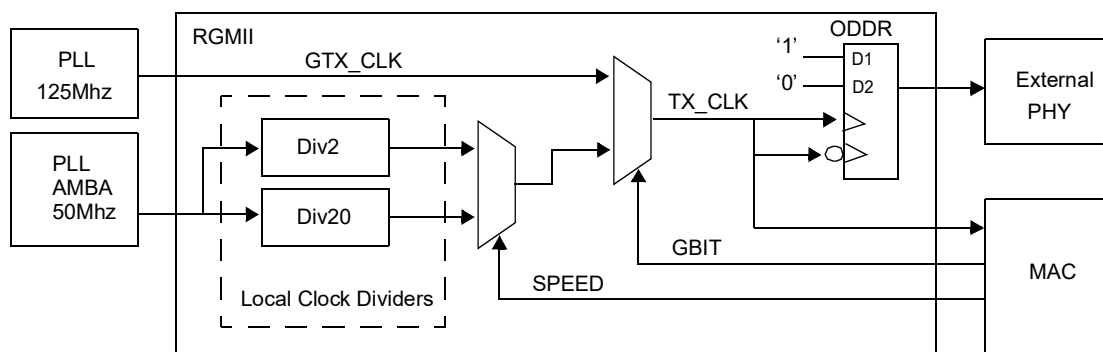 RGMII
ODDR
PLL
125Mhz
GTX_CLK
‘1’
D1
‘0’
D2
External
PHY
TX_CLK
PLL
AMBA
50Mhz
Div2
Div20
Local Clock Dividers
GBIT
SPEED
MAC